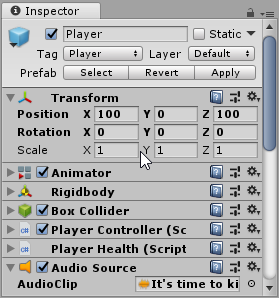 Inspector
Player Static
Tag Player Layer Default
Prefab Select Revert Apply
Transform
Position X 100 Y 0 Z 100
Rotation X 0 Y 0 Z 0
Scale X 1 Y 1 Z 1
Animator
Rigidbody
Box Collider
Player Controller (Sc
Player Health (Script
Audio Source
AudioClip It's time to ki